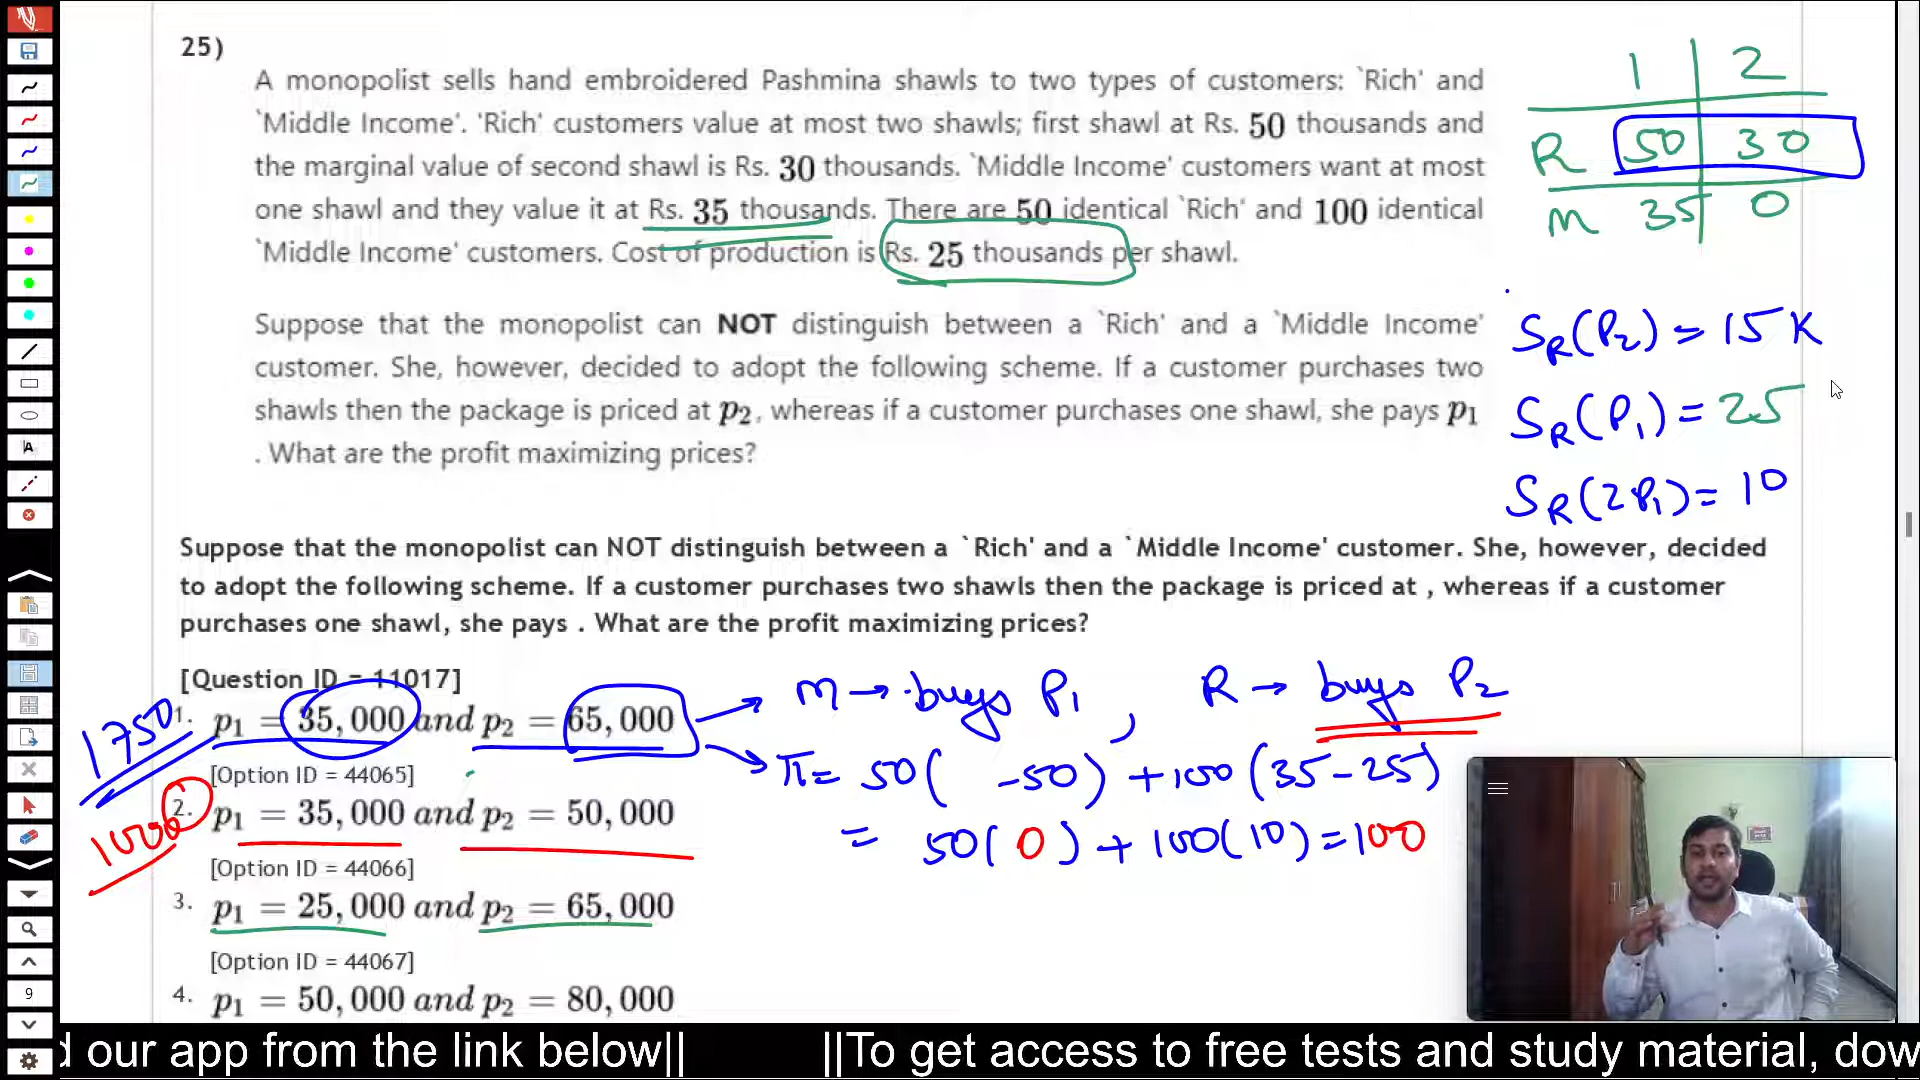 25)
A monopolist sells hand embroidered Pashmina shawls to two types of customers: `Rich' and
`Middle Income'. 'Rich' customers value at most two shawls; first shawl at Rs. 50 thousands and
the marginal value of second shawl is Rs. 30 thousands. `Middle Income' customers want at most
one shawl and they value it at Rs. 35 thousands. There are 50 identical `Rich' and 100 identical
`Middle Income' customers. Cost of production is Rs. 25 thousands per shawl.
1 2
R 50 30
m 35 0
Suppose that the monopolist can NOT distinguish between a `Rich' and a `Middle Income'
customer. She, however, decided to adopt the following scheme. If a customer purchases two
shawls then the package is priced at p2, whereas if a customer purchases one shawl, she pays p1
. What are the profit maximizing prices?
SR(P2) = 15 K
SR(P1) = 25
SR(2P1) = 10
Suppose that the monopolist can NOT distinguish between a `Rich' and a `Middle Income' customer. She, however, decided
to adopt the following scheme. If a customer purchases two shawls then the package is priced at , whereas if a customer
purchases one shawl, she pays . What are the profit maximizing prices?
[Question ID = 11017]
1. p1 = 35,000 and p2 = 65,000
[Option ID = 44065]
2. p1 = 35,000 and p2 = 50,000
[Option ID = 44066]
3. p1 = 25,000 and p2 = 65,000
[Option ID = 44067]
4. p1 = 50,000 and p2 = 80,000
1750
1000
m → buys P1 , R → buys P2
π = 50( -50) + 100(35-25)
= 50(0) + 100(10) = 100
A
9
d our app from the link below|| ||To get access to free tests and study material, dow